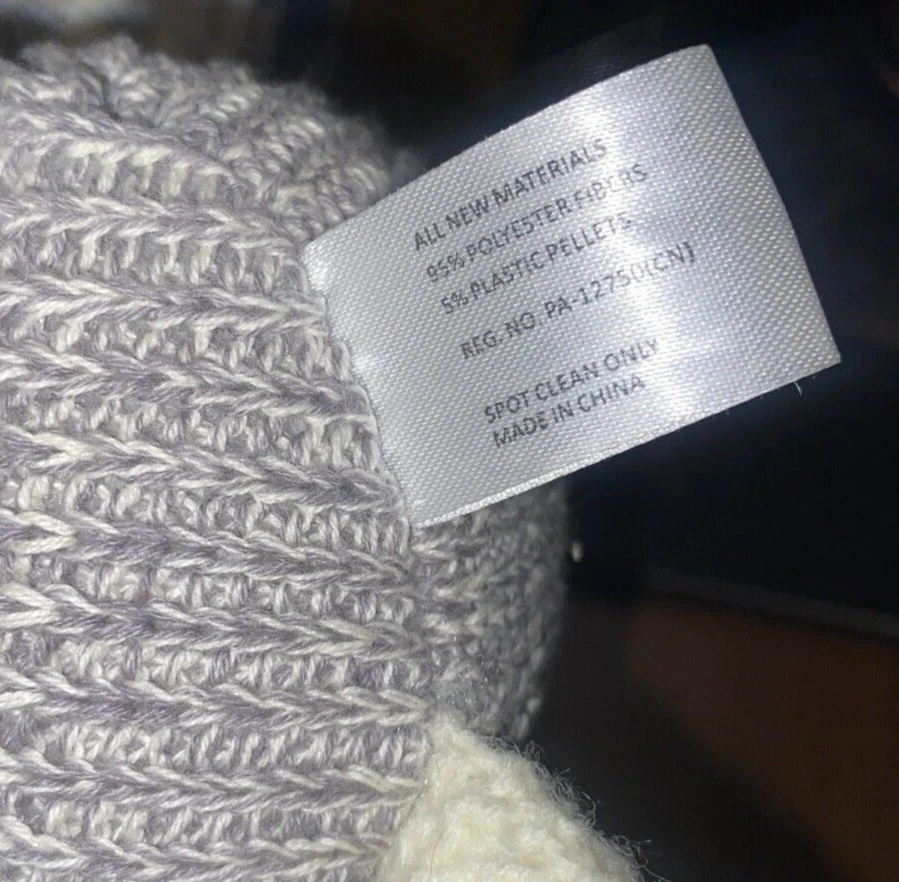 ALL NEW MATERIALS
95% POLYESTER FIBERS
5% PLASTIC PELLETS
REG. NO. PA-12750(CN)
SPOT CLEAN ONLY
MADE IN CHINA